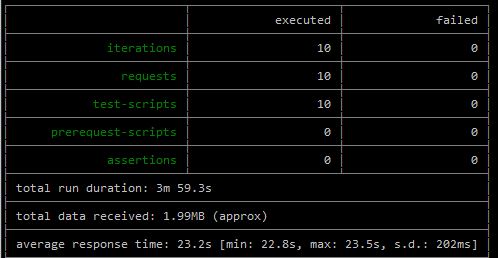 executed failed
iterations 10 0
requests 10 0
test-scripts 10 0
prerequest-scripts 0 0
assertions 0 0
total run duration: 3m 59.3s
total data received: 1.99MB (approx)
average response time: 23.2s [min: 22.8s, max: 23.5s, s.d.: 202ms]